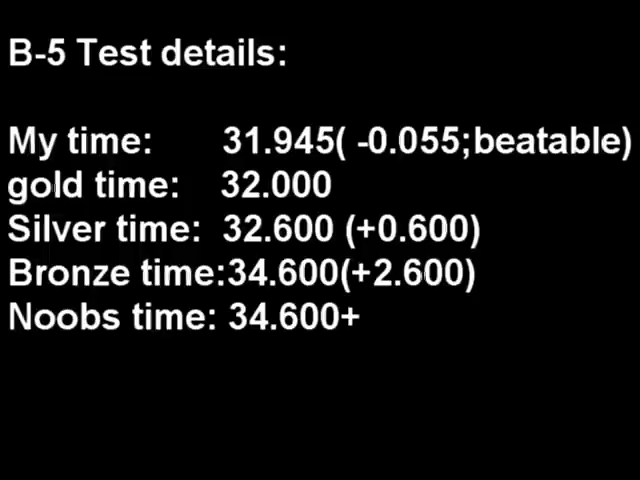 B-5 Test details:
My time: 31.945( -0.055;beatable)
gold time: 32.000
Silver time: 32.600 (+0.600)
Bronze time:34.600(+2.600)
Noobs time: 34.600+